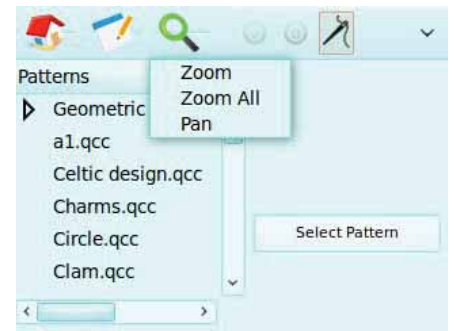 Patterns
Zoom
Zoom All
Pan
Geometric
a1.qcc
Celtic design.qcc
Charms.qcc
Circle.qcc
Clam.qcc
Select Pattern